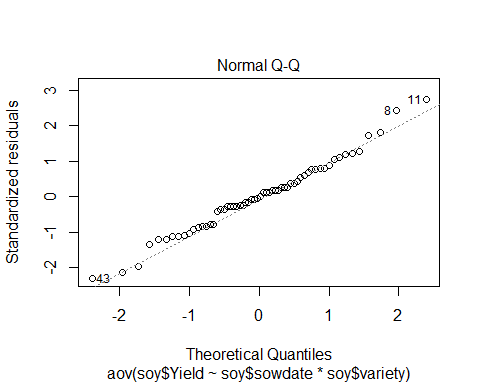 Normal Q-Q
Standardized residuals
3
2
1
0
-1
-2
11
8
43
-2 -1 0 1 2
Theoretical Quantiles
aov(soy$Yield ~ soy$sowdate * soy$variety)